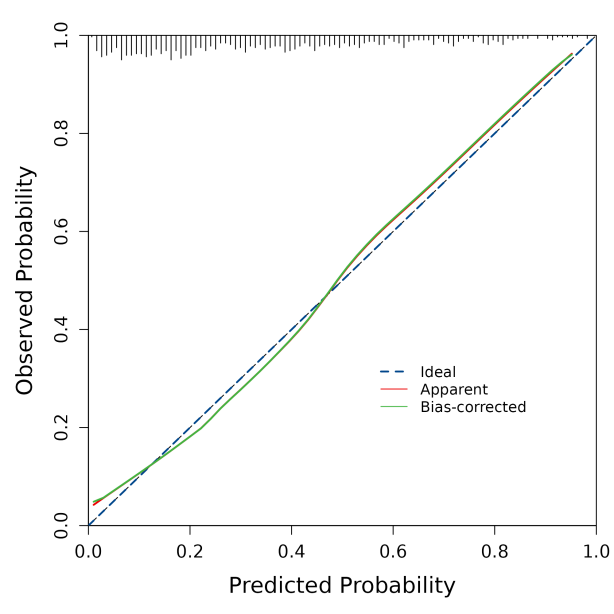 1.0
0.8
0.6
0.4
0.2
0.0
Observed Probability
Ideal
Apparent
Bias-corrected
0.0 0.2 0.4 0.6 0.8 1.0
Predicted Probability